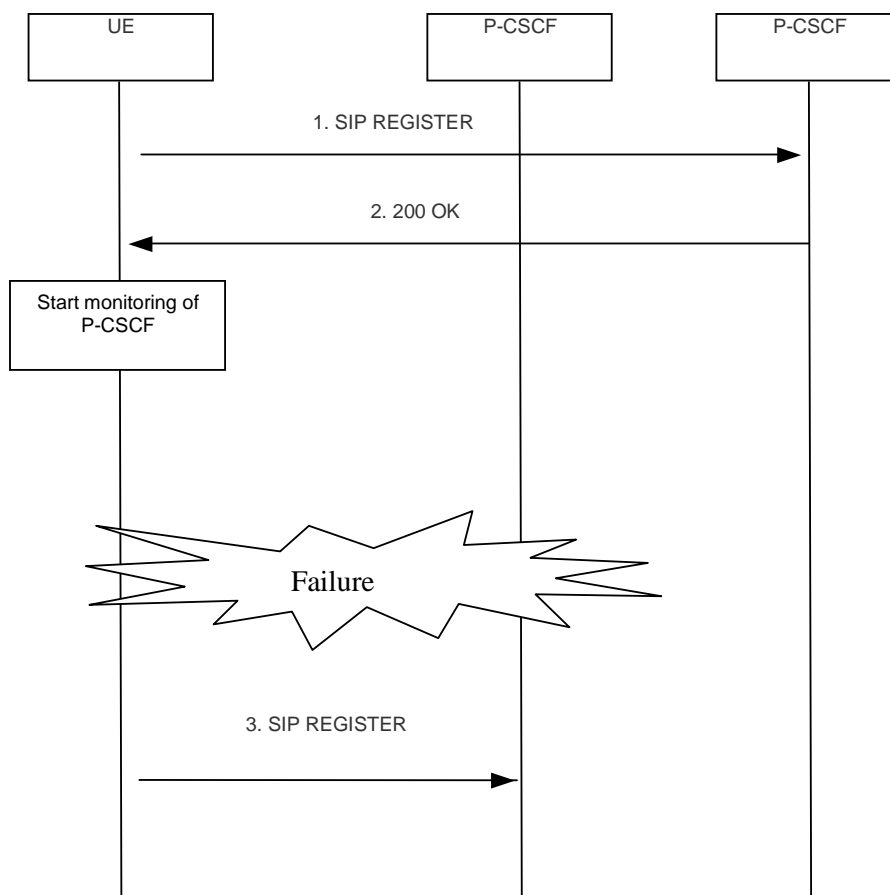 UE
P-CSCF
P-CSCF
1. SIP REGISTER
2. 200 OK
Start monitoring of
P-CSCF
Failure
3. SIP REGISTER